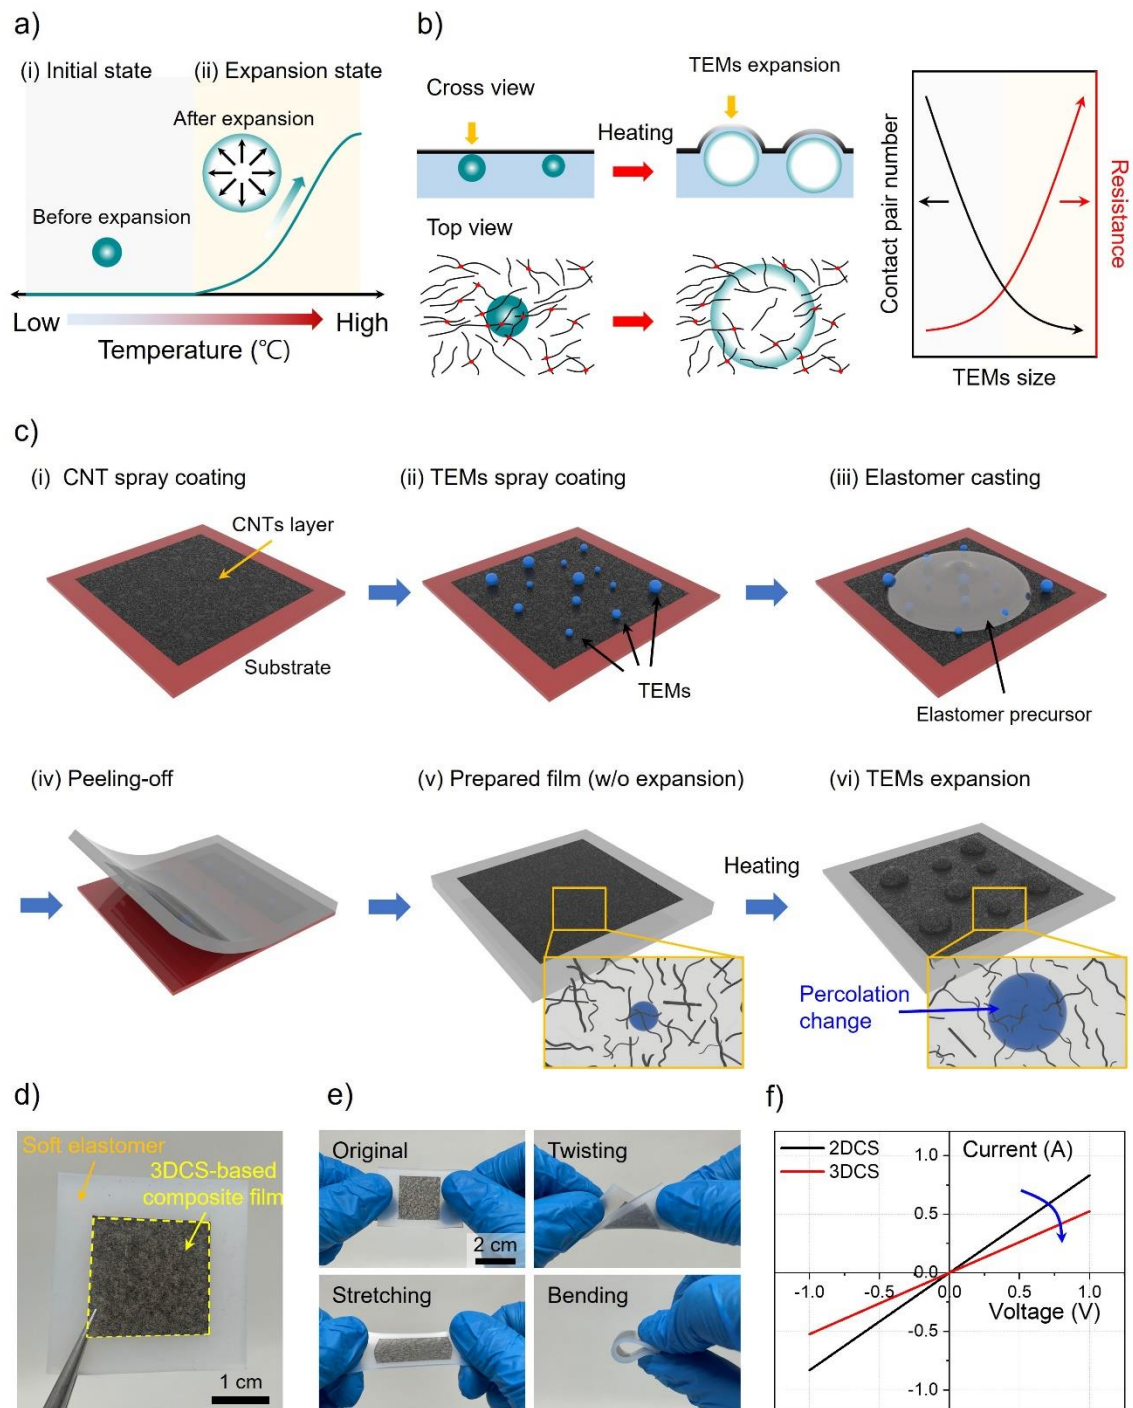 a)
(i) Initial state
(ii) Expansion state
After expansion
Before expansion
Low
High
Temperature (℃)
b)
Cross view
TEMs expansion
Heating
Top view
Contact pair number
Resistance
TEMs size
c)
(i) CNT spray coating
CNTs layer
Substrate
(ii) TEMs spray coating
TEMs
(iii) Elastomer casting
Elastomer precursor
(iv) Peeling-off
(v) Prepared film (w/o expansion)
Heating
(vi) TEMs expansion
Percolation
change
d)
Soft elastomer
3DCS-based
composite film
1 cm
e)
Original
2 cm
Twisting
Stretching
Bending
f)
2DCS
3DCS
Current (A)
1.0
0.5
0.0
-1.0
-0.5
0.0
0.5
1.0
Voltage (V)
-0.5
-1.0